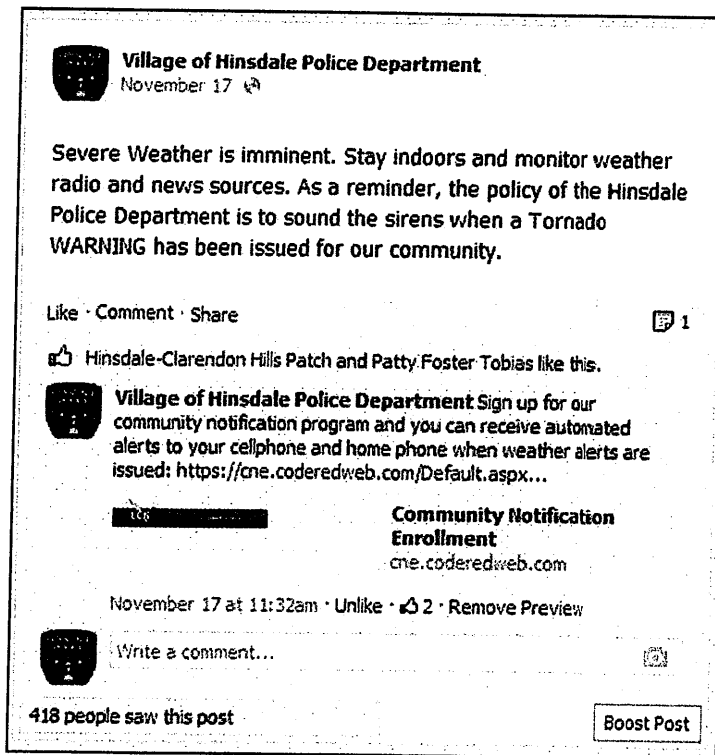 Village of Hinsdale Police Department
November 17
Severe Weather is imminent. Stay indoors and monitor weather
radio and news sources. As a reminder, the policy of the Hinsdale
Police Department is to sound the sirens when a Tornado
WARNING has been issued for our community.
Like · Comment · Share
1
Hinsdale-Clarendon Hills Patch and Patty Foster Tobias like this.
Village of Hinsdale Police Department Sign up for our
community notification program and you can receive automated
alerts to your cellphone and home phone when weather alerts are
issued: https://cne.coderedweb.com/Default.aspx...
Community Notification
Enrollment
cne.coderedweb.com
November 17 at 11:32am · Unlike · 2 · Remove Preview
Write a comment...
418 people saw this post
Boost Post